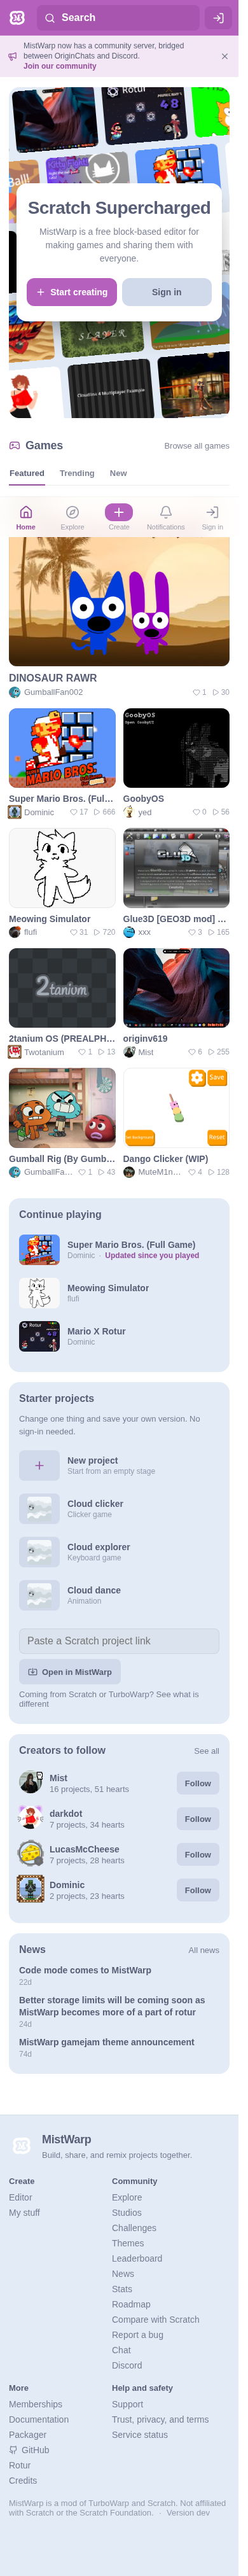 Search
MistWarp now has a community server, bridged
between OriginChats and Discord.
Join our community
Rotur
48
Ball!
SLAYER
Cloudlink 4 Multiplayer Example
Scratch Supercharged
MistWarp is a free block-based editor for
making games and sharing them with
everyone.
Start creating
Sign in
Games
Browse all games
Featured
Trending
New
Home
Explore
Create
Notifications
Sign in
DINOSAUR RAWR
GumballFan002
1
30
GoobyOS
Super Mario Bros. (Ful…
Dominic
17
666
GoobyOS
yed
0
56
Meowing Simulator
flufi
31
720
Glue3D [GEO3D mod] …
xxx
3
165
2tanium
2tanium OS (PREALPH…
Twotanium
1
13
originv619
Mist
6
255
Gumball Rig (By Gumb…
GumballFa…
1
43
Save
Reset
Dango Clicker (WIP)
MuteM1n…
4
128
Continue playing
Super Mario Bros. (Full Game)
Dominic · Updated since you played
Meowing Simulator
flufi
Mario X Rotur
Dominic
Starter projects
Change one thing and save your own version. No
sign-in needed.
New project
Start from an empty stage
Cloud clicker
Clicker game
Cloud explorer
Keyboard game
Cloud dance
Animation
Paste a Scratch project link
Open in MistWarp
Coming from Scratch or TurboWarp? See what is
different
Creators to follow
See all
Mist
16 projects, 51 hearts
Follow
darkdot
7 projects, 34 hearts
Follow
LucasMcCheese
7 projects, 28 hearts
Follow
Dominic
2 projects, 23 hearts
Follow
News
All news
Code mode comes to MistWarp
22d
Better storage limits will be coming soon as
MistWarp becomes more of a part of rotur
24d
MistWarp gamejam theme announcement
74d
MistWarp
Build, share, and remix projects together.
Create
Editor
My stuff
Community
Explore
Studios
Challenges
Themes
Leaderboard
News
Stats
Roadmap
Compare with Scratch
Report a bug
Chat
Discord
More
Memberships
Documentation
Packager
GitHub
Rotur
Credits
Help and safety
Support
Trust, privacy, and terms
Service status
MistWarp is a mod of TurboWarp and Scratch. Not affiliated
with Scratch or the Scratch Foundation. · Version dev